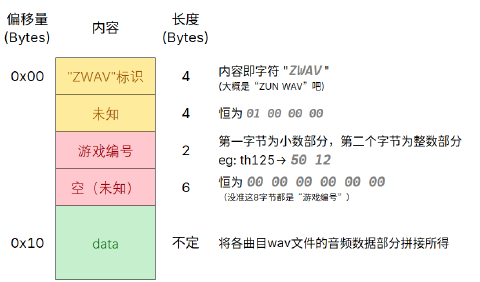 偏移量 内容 长度
(Bytes) (Bytes)
0x00 "ZWAV"标识 4 内容即字符 "ZWAV"
(大概是“ZUN WAV”吧)
未知 4 恒为 01 00 00 00
游戏编号 2 第一字节为小数部分，第二个字节为整数部分
eg: th125→ 50 12
空（未知） 6 恒为 00 00 00 00 00 00
（没准这8字节都是“游戏编号”）
0x10 data 不定 将各曲目wav文件的音频数据部分拼接所得